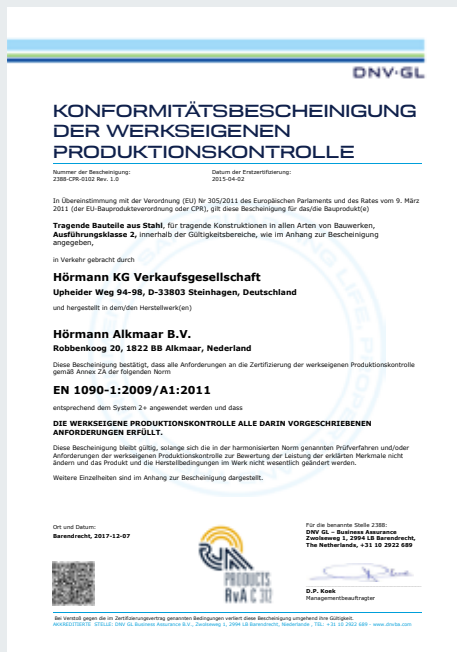 DNV·GL
KONFORMITÄTSBESCHEINIGUNG
DER WERKSEIGENEN
PRODUKTIONSKONTROLLE
Nummer der Bescheinigung:
2388-CPR-0102 Rev. 1.0
Datum der Erstzertifizierung:
2015-04-02
In Übereinstimmung mit der Verordnung (EU) Nr 305/2011 des Europäischen Parlaments und des Rates vom 9. März
2011 (der EU-Bauprodukteverordnung oder CPR), gilt diese Bescheinigung für das/die Bauprodukt(e)
Tragende Bauteile aus Stahl, für tragende Konstruktionen in allen Arten von Bauwerken,
Ausführungsklasse 2, innerhalb der Gültigkeitsbereiche, wie im Anhang zur Bescheinigung
angegeben,
in Verkehr gebracht durch
Hörmann KG Verkaufsgesellschaft
Upheider Weg 94-98, D-33803 Steinhagen, Deutschland
und hergestellt in dem/den Herstellwerk(en)
Hörmann Alkmaar B.V.
Robbenkoog 20, 1822 BB Alkmaar, Nederland
Diese Bescheinigung bestätigt, dass alle Anforderungen an die Zertifizierung der werkseigenen Produktionskontrolle
gemäß Annex ZA der folgenden Norm
EN 1090-1:2009/A1:2011
entsprechend dem System 2+ angewendet werden und dass
DIE WERKSEIGENE PRODUKTIONSKONTROLLE ALLE DARIN VORGESCHRIEBENEN
ANFORDERUNGEN ERFÜLLT.
Diese Bescheinigung bleibt gültig, solange sich die in der harmonisierten Norm genannten Prüfverfahren und/oder
Anforderungen der werkseigenen Produktionskontrolle zur Bewertung der Leistung der erklärten Merkmale nicht
ändern und das Produkt und die Herstellbedingungen im Werk nicht wesentlich geändert werden.
Weitere Einzelheiten sind im Anhang zur Bescheinigung dargestellt.
Ort und Datum:
Barendrecht, 2017-12-07
PRODUCTS
RvA C 312
Für die benannte Stelle 2388:
DNV GL – Business Assurance
Zwolseweg 1, 2994 LB Barendrecht,
The Netherlands, +31 10 2922 689
D.P. Koek
Managementbeauftragter
Bei Verstoß gegen die im Zertifizierungsvertrag genannten Bedingungen verliert diese Bescheinigung umgehend ihre Gültigkeit.
AKKREDITIERTE STELLE: DNV GL Business Assurance B.V., Zwolseweg 1, 2994 LB Barendrecht, Niederlande, TEL: +31 10 2922 689 - www.dnvba.com